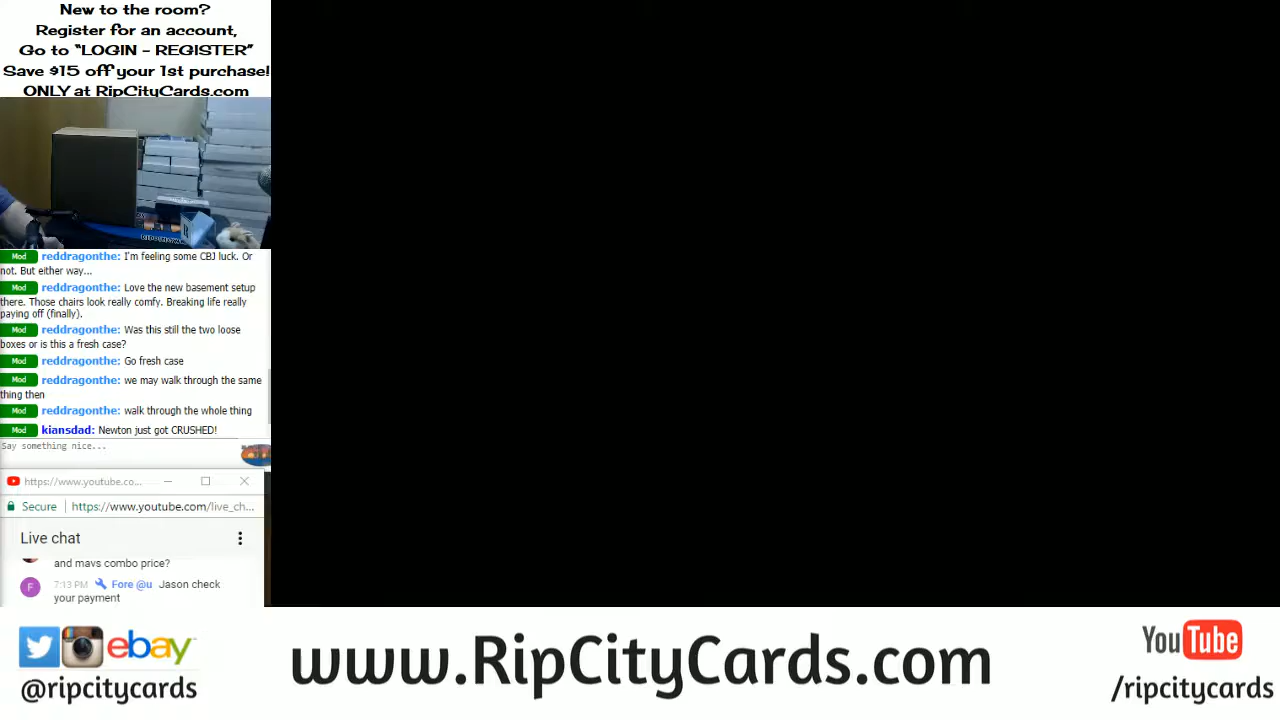 New to the room?
Register for an account,
Go to “LOGIN - REGISTER”
Save $15 off your 1st purchase!
ONLY at RipCityCards.com
Mod reddragonthe: I'm feeling some CBJ luck. Or
not. But either way...
Mod reddragonthe: Love the new basement setup
there. Those chairs look really comfy. Breaking life really
paying off (finally).
Mod reddragonthe: Was this still the two loose
boxes or is this a fresh case?
Mod reddragonthe: Go fresh case
Mod reddragonthe: we may walk through the same
thing then
Mod reddragonthe: walk through the whole thing
Mod kiansdad: Newton just got CRUSHED!
Say something nice...
https://www.youtube.co...
Secure https://www.youtube.com/live_ch...
Live chat
and mavs combo price?
F 7:13 PM Fore @u Jason check
your payment
ebay
@ripcitycards
www.RipCityCards.com
YouTube
/ripcitycards